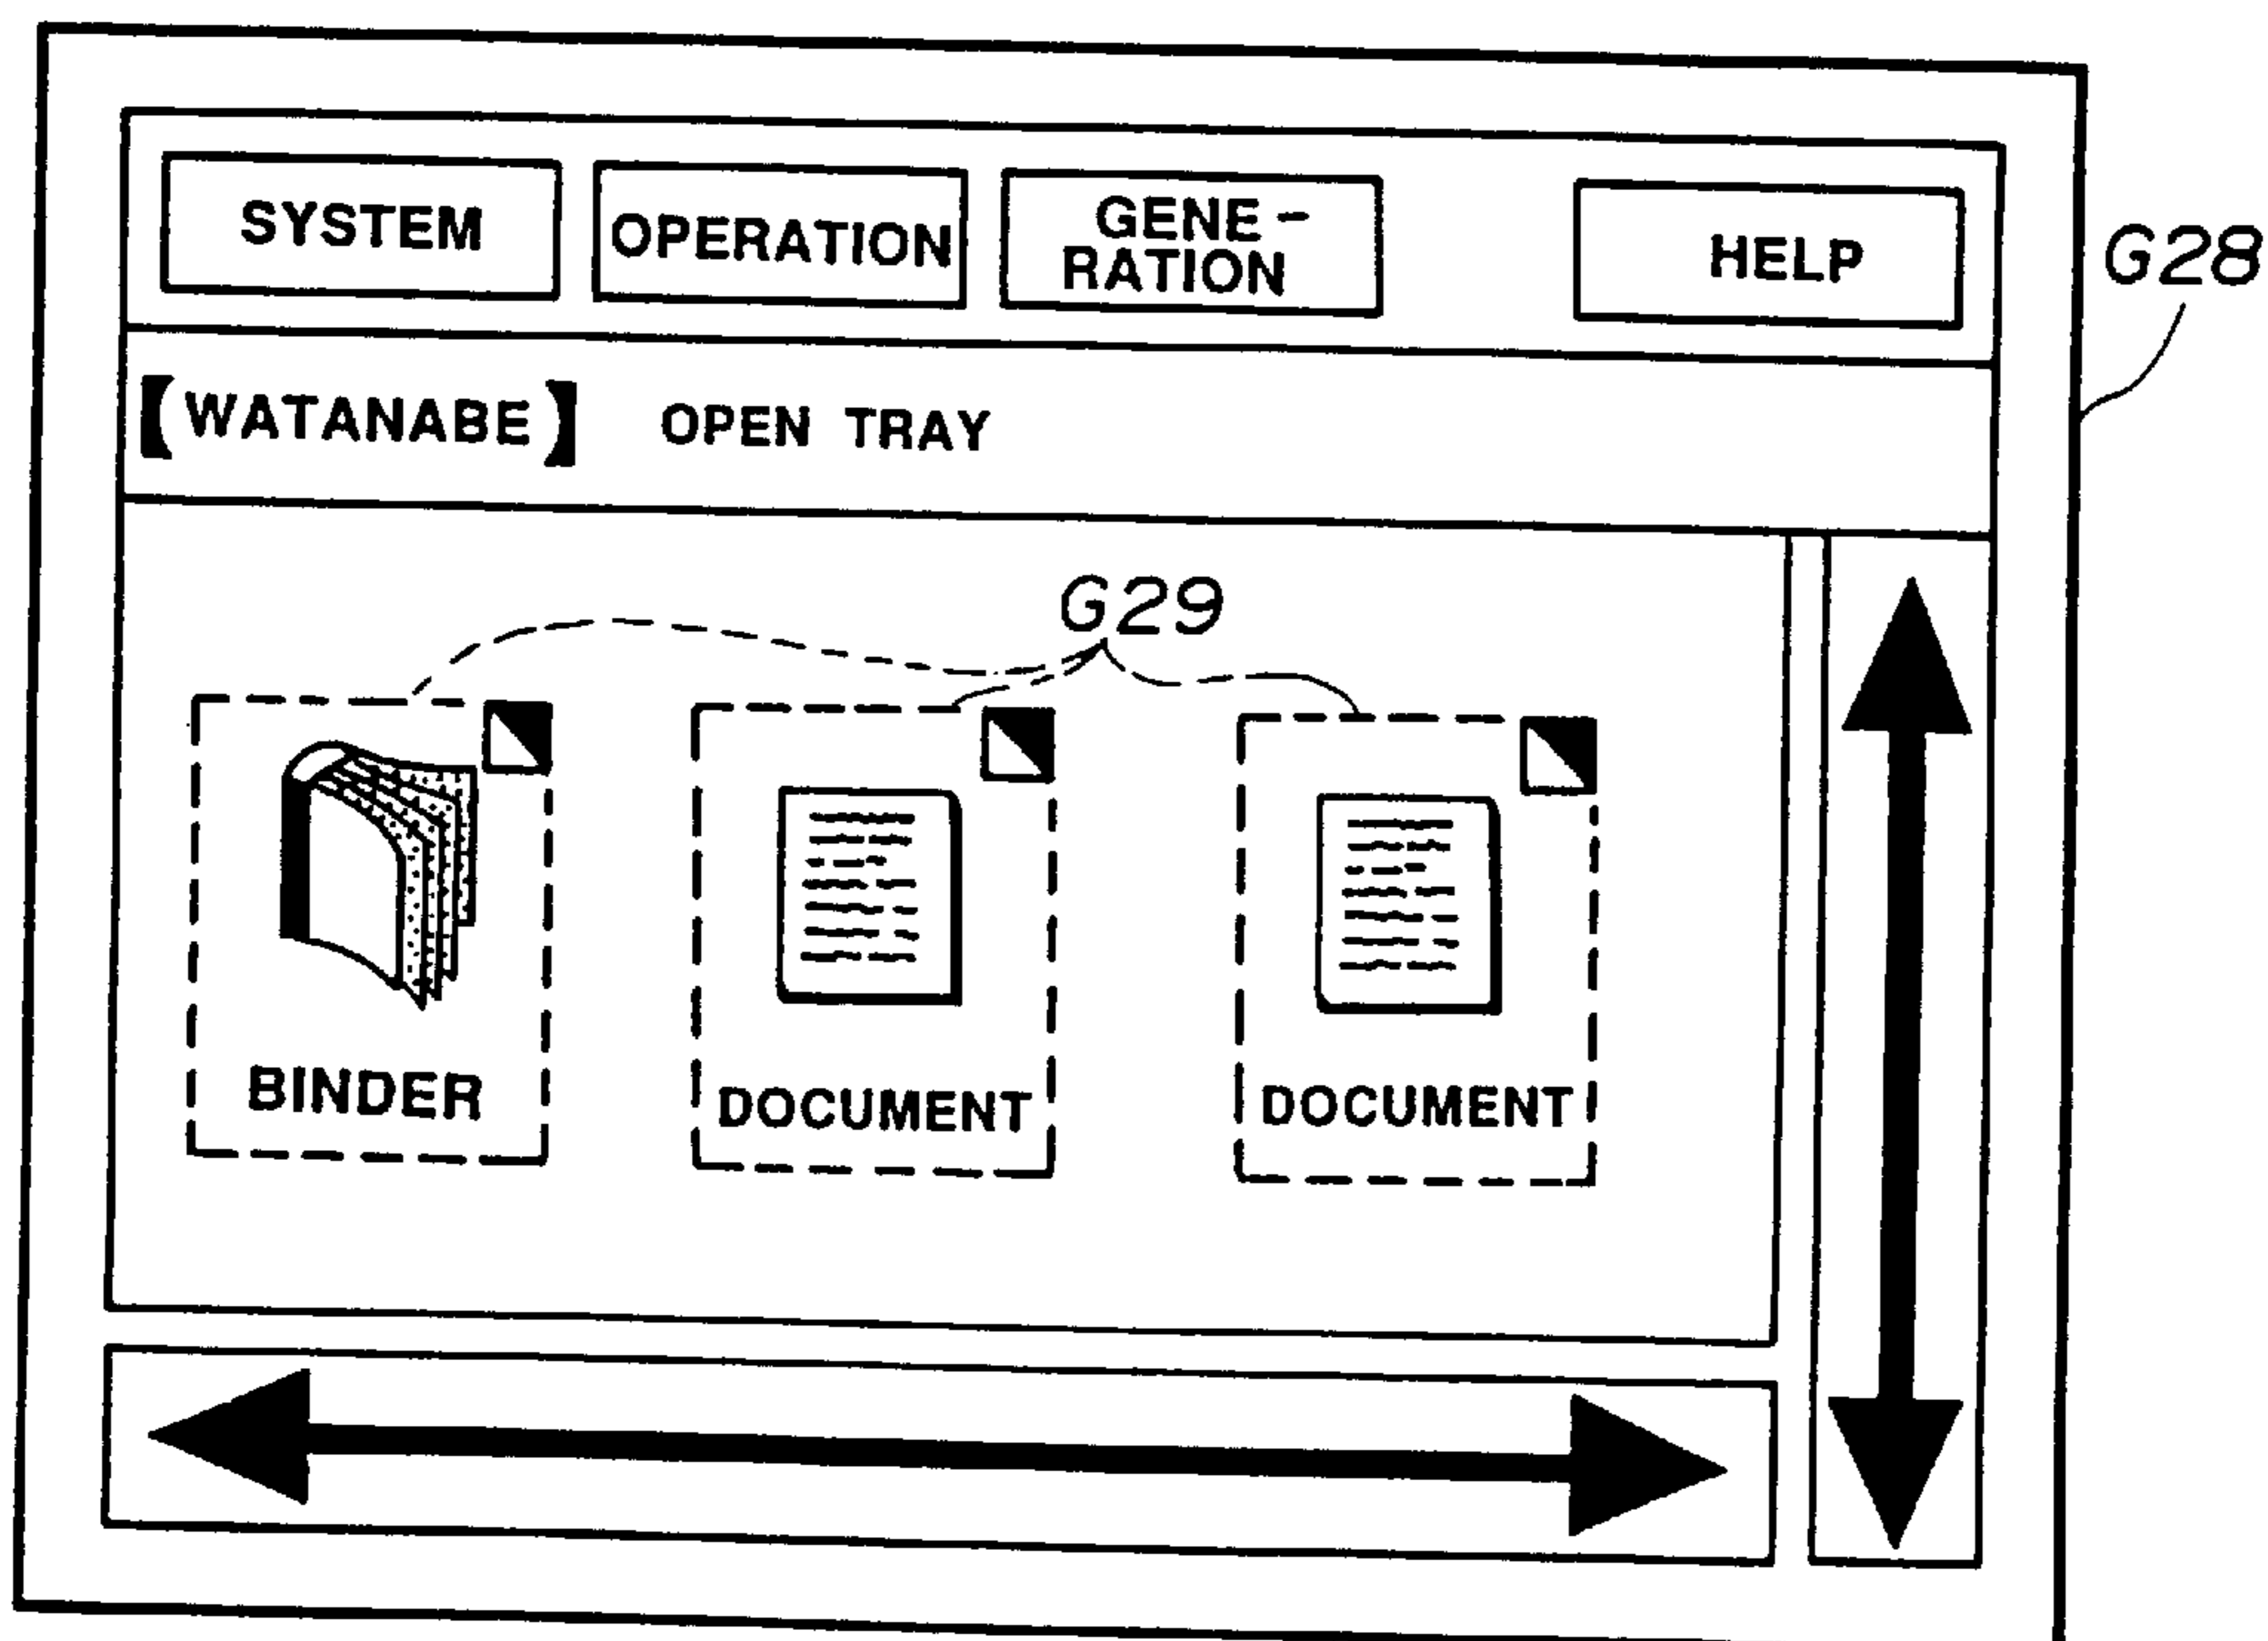 SYSTEM
OPERATION
GENE-
RATION
HELP
G28
【WATANABE】 OPEN TRAY
G29
BINDER
DOCUMENT
DOCUMENT